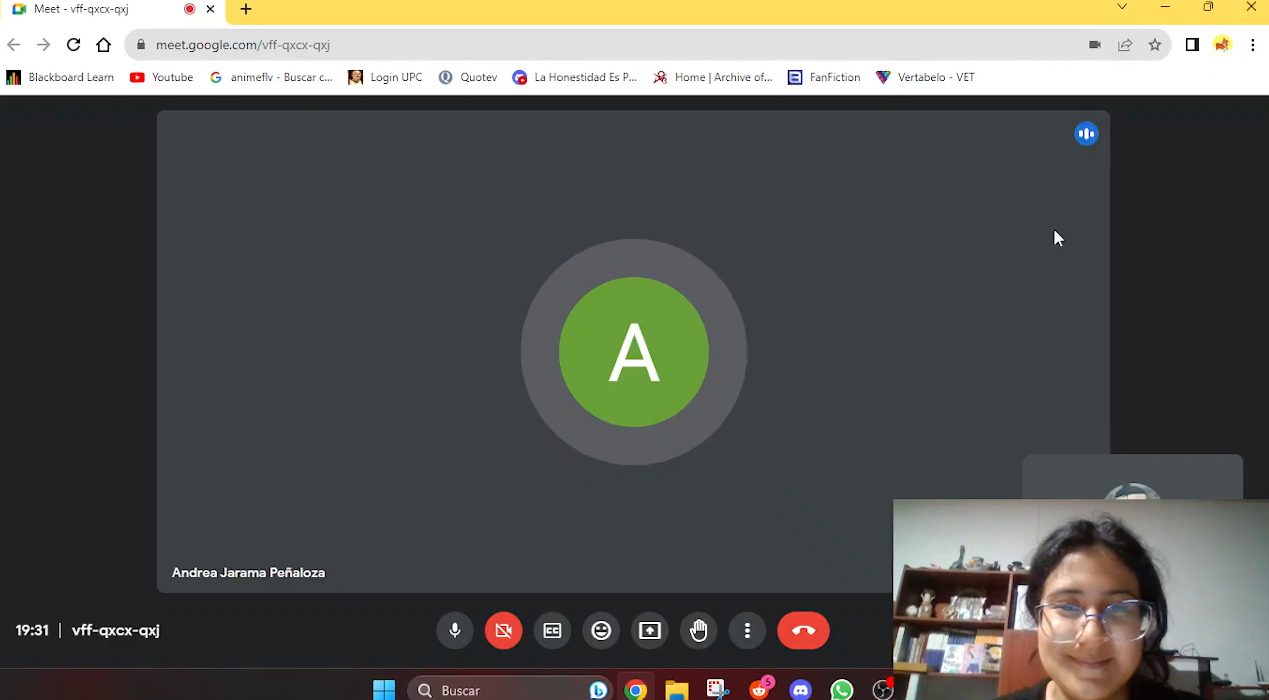 Meet - vff-qxcx-qxj
meet.google.com/vff-qxcx-qxj
Blackboard Learn Youtube animeflv - Buscar c... Login UPC Quotev La Honestidad Es P... Home | Archive of... FanFiction Vertabelo - VET
A
Andrea Jarama Peñaloza
19:31 | vff-qxcx-qxj
CC
Buscar
5